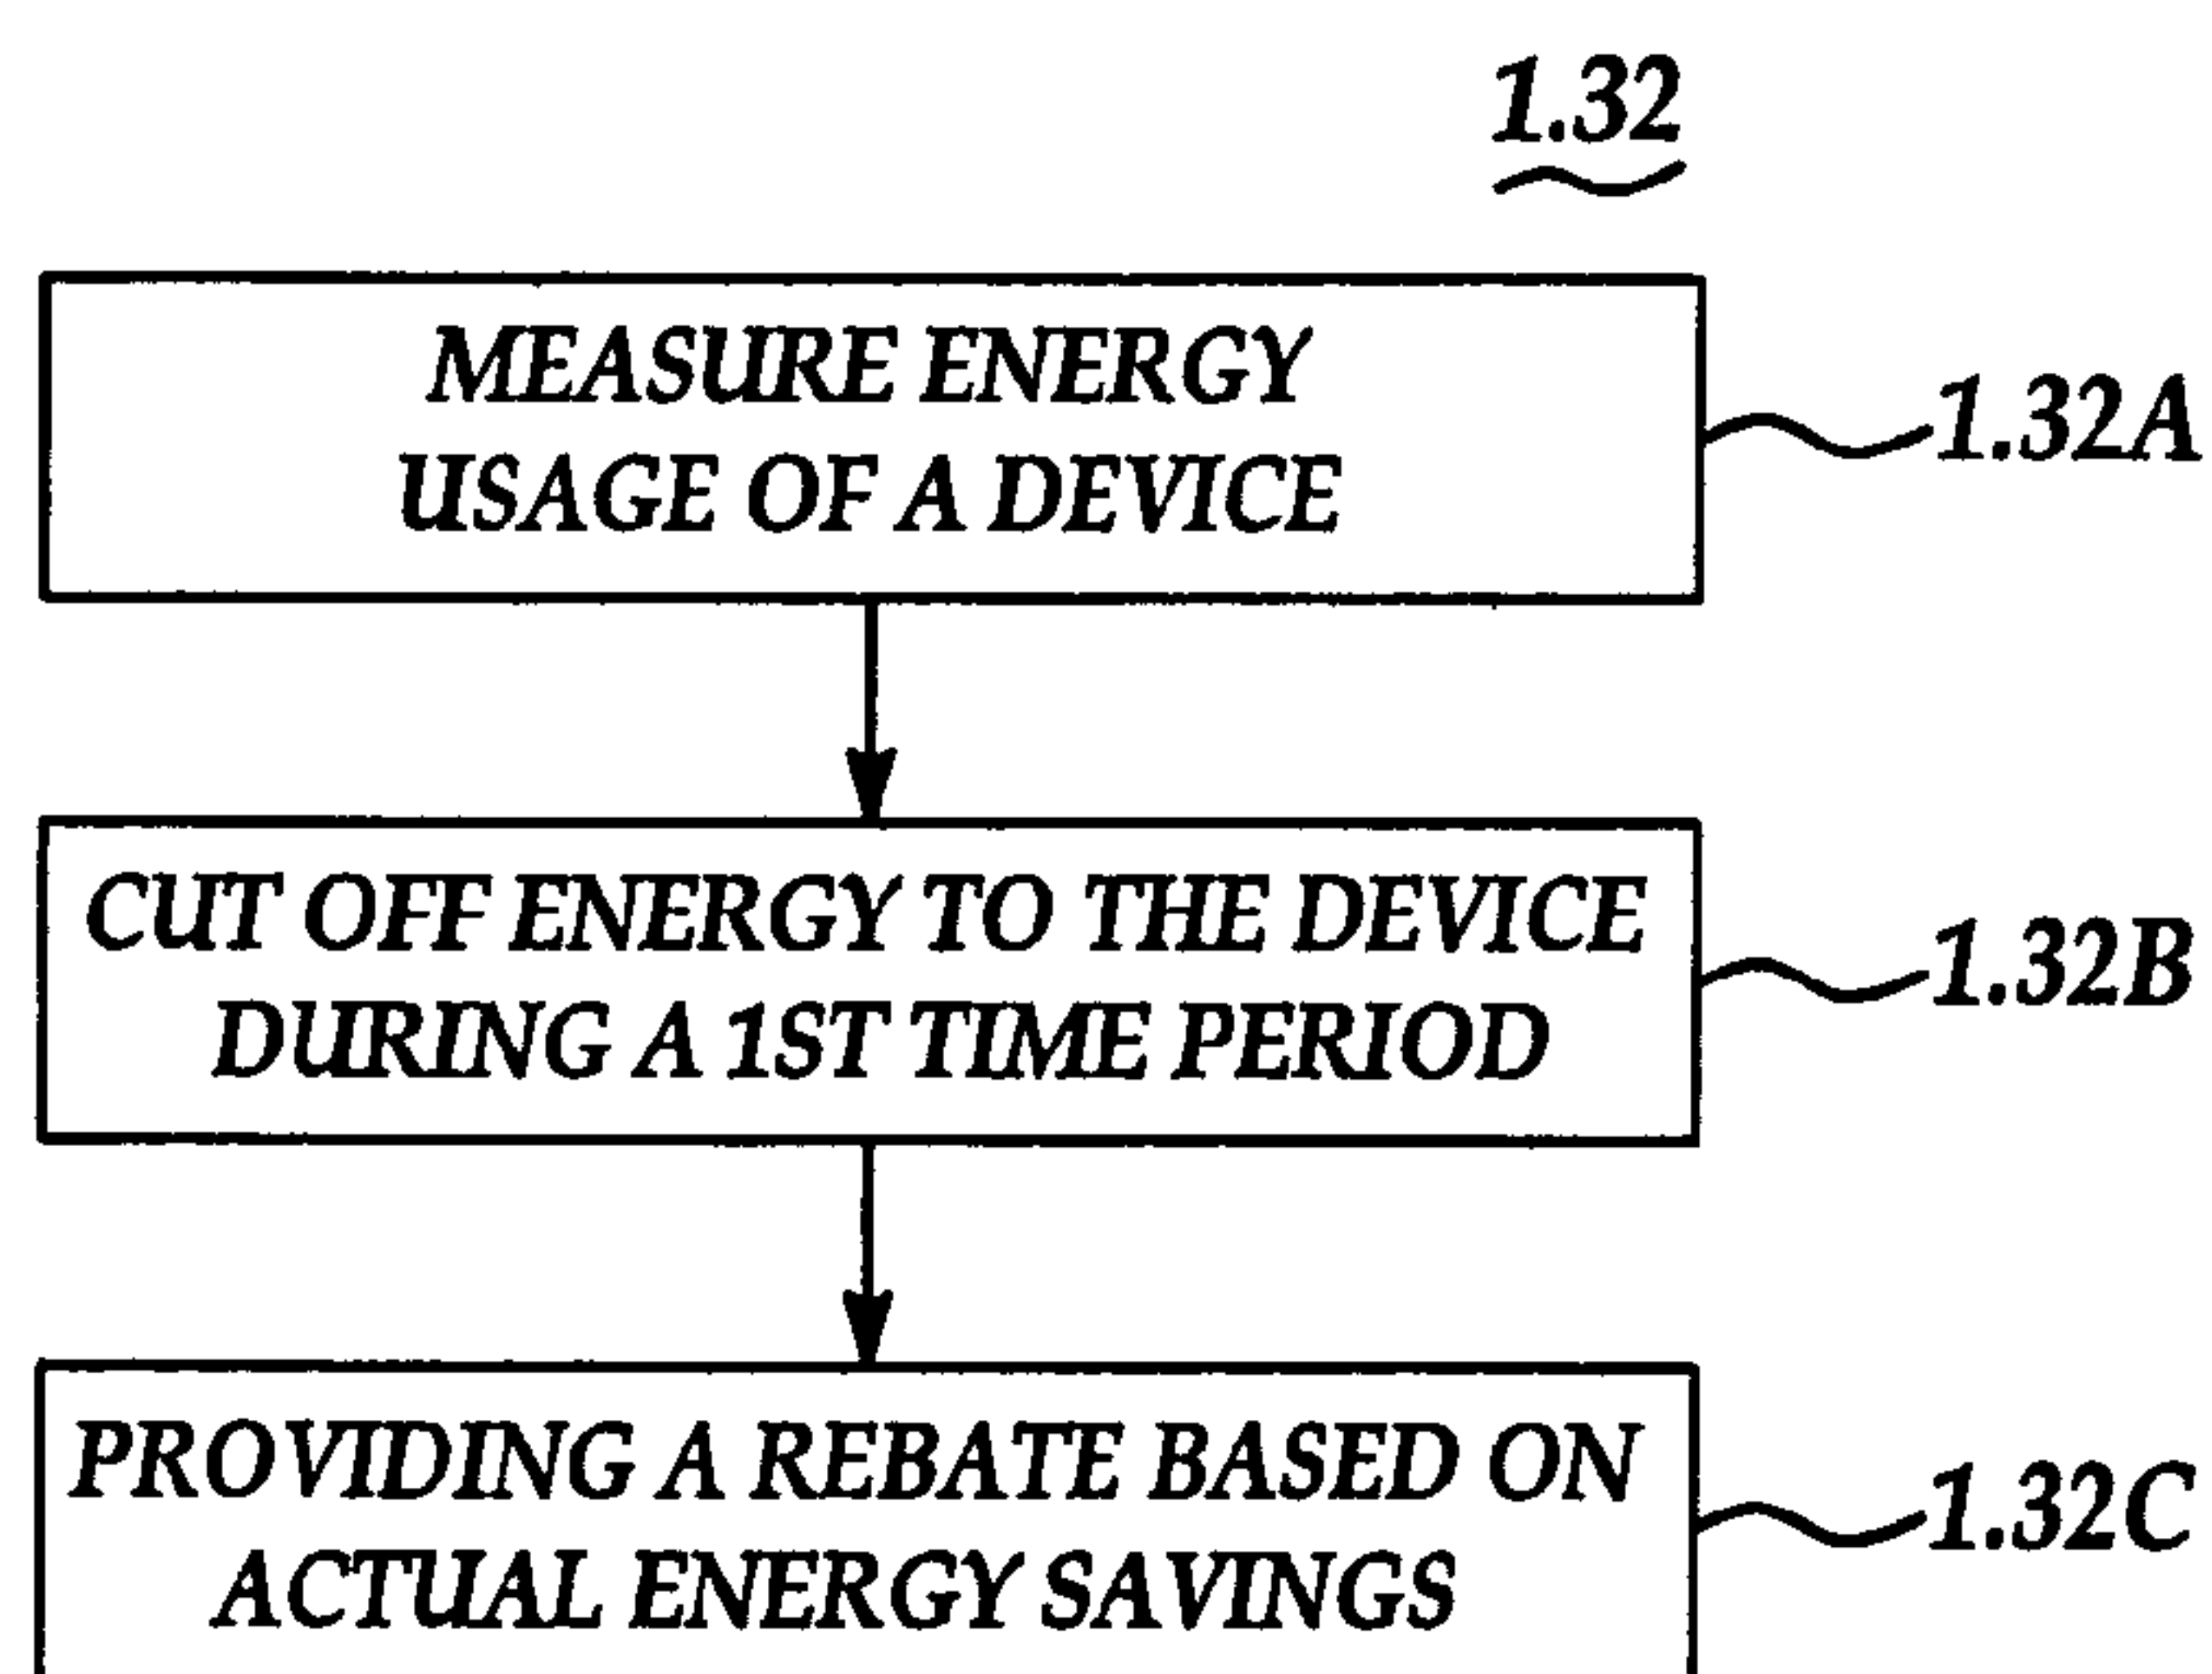 1.32
MEASURE ENERGY
USAGE OF A DEVICE
1.32A
CUT OFF ENERGY TO THE DEVICE
DURING A 1ST TIME PERIOD
1.32B
PROVIDING A REBATE BASED ON
ACTUAL ENERGY SAVINGS
1.32C